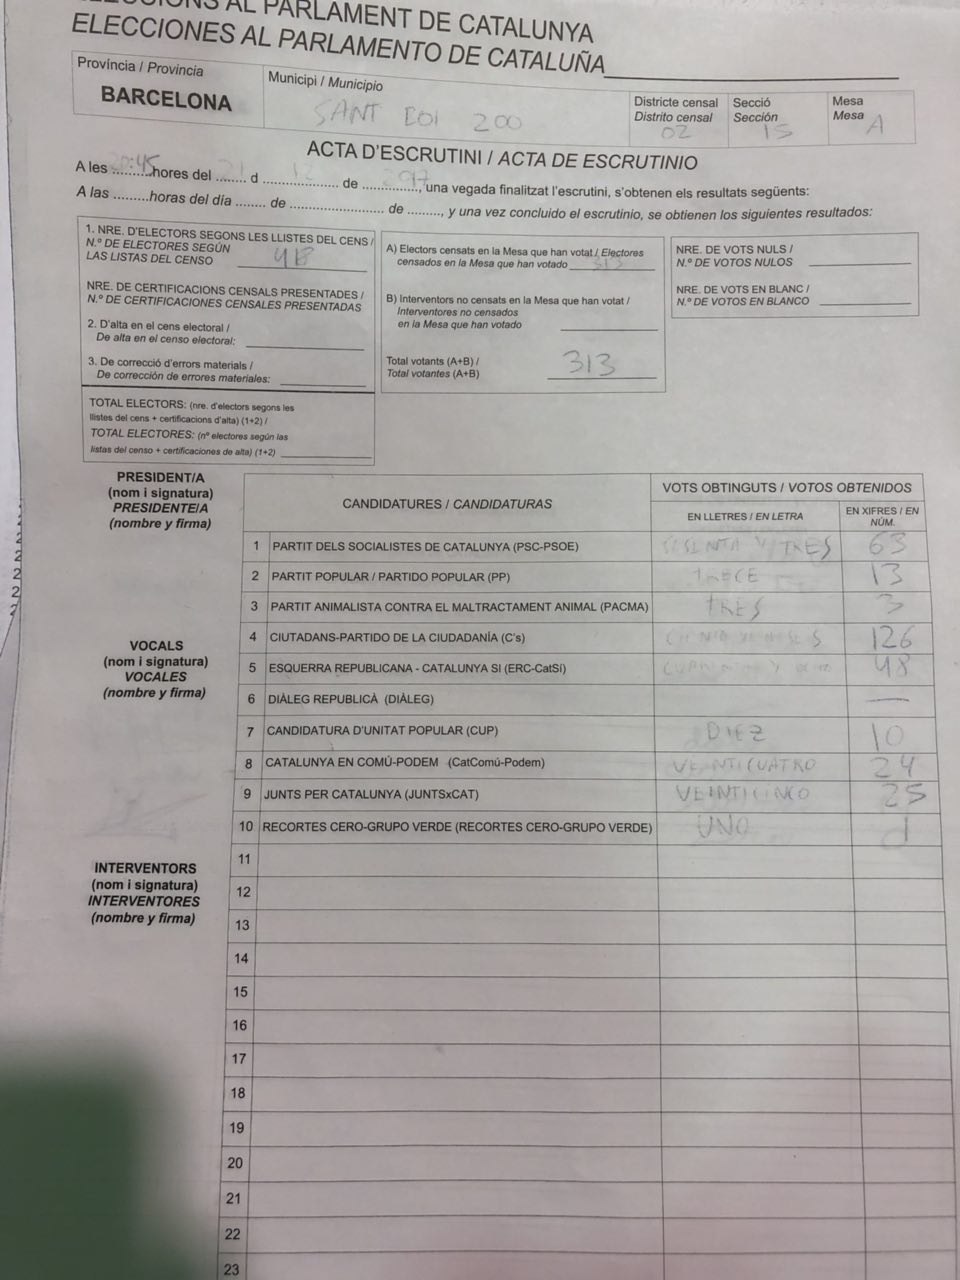 ELECCIONS AL PARLAMENT DE CATALUNYA
ELECCIONES AL PARLAMENTO DE CATALUÑA
Província / Provincia
BARCELONA
Municipi / Municipio
SANT BOI 200
Districte censal
Distrito censal
02
Secció
Sección
15
Mesa
Mesa
A
ACTA D'ESCRUTINI / ACTA DE ESCRUTINIO
A les 20:45 hores del 21 d 12 de, una vegada finalitzat l'escrutini, s'obtenen els resultats següents:
A las .........horas del día ........ de ........................ de ........, y una vez concluido el escrutinio, se obtienen los siguientes resultados:
1. NRE. D'ELECTORS SEGONS LES LLISTES DEL CENS /
N.º DE ELECTORES SEGÚN
LAS LISTAS DEL CENSO 418
NRE. DE CERTIFICACIONS CENSALS PRESENTADES /
N.º DE CERTIFICACIONES CENSALES PRESENTADAS
2. D'alta en el cens electoral /
De alta en el censo electoral:
3. De correcció d'errors materials /
De corrección de errores materiales:
TOTAL ELECTORS: (nre. d'electors segons les
llistes del cens + certificacions d'alta) (1+2) /
TOTAL ELECTORES: (nº electores según las
listas del censo + certificaciones de alta) (1+2)
A) Electors censats en la Mesa que han votat / Electores
censados en la Mesa que han votado 313
B) Interventors no censats en la Mesa que han votat /
Interventores no censados
en la Mesa que han votado
Total votants (A+B) /
Total votantes (A+B)
313
NRE. DE VOTS NULS /
N.º DE VOTOS NULOS
NRE. DE VOTS EN BLANC /
N.º DE VOTOS EN BLANCO
PRESIDENT/A
(nom i signatura)
PRESIDENTE/A
(nombre y firma)
VOCALS
(nom i signatura)
VOCALES
(nombre y firma)
INTERVENTORS
(nom i signatura)
INTERVENTORES
(nombre y firma)
CANDIDATURES / CANDIDATURAS
VOTS OBTINGUTS / VOTOS OBTENIDOS
EN LLETRES / EN LETRA
EN XIFRES / EN NÚM.
1 PARTIT DELS SOCIALISTES DE CATALUNYA (PSC-PSOE) SESENTA Y TRES 63
2 PARTIT POPULAR / PARTIDO POPULAR (PP) TRECE 13
3 PARTIT ANIMALISTA CONTRA EL MALTRACTAMENT ANIMAL (PACMA) TRES 3
4 CIUTADANS-PARTIDO DE LA CIUDADANÍA (C's) 126
5 ESQUERRA REPUBLICANA - CATALUNYA SI (ERC-CatSí) 48
6 DIÀLEG REPUBLICÀ (DIÀLEG) —
7 CANDIDATURA D'UNITAT POPULAR (CUP) DIEZ 10
8 CATALUNYA EN COMÚ-PODEM (CatComú-Podem) VEINTICUATRO 24
9 JUNTS PER CATALUNYA (JUNTSxCAT) VEINTICINCO 25
10 RECORTES CERO-GRUPO VERDE (RECORTES CERO-GRUPO VERDE) UNO 1
11
12
13
14
15
16
17
18
19
20
21
22
23